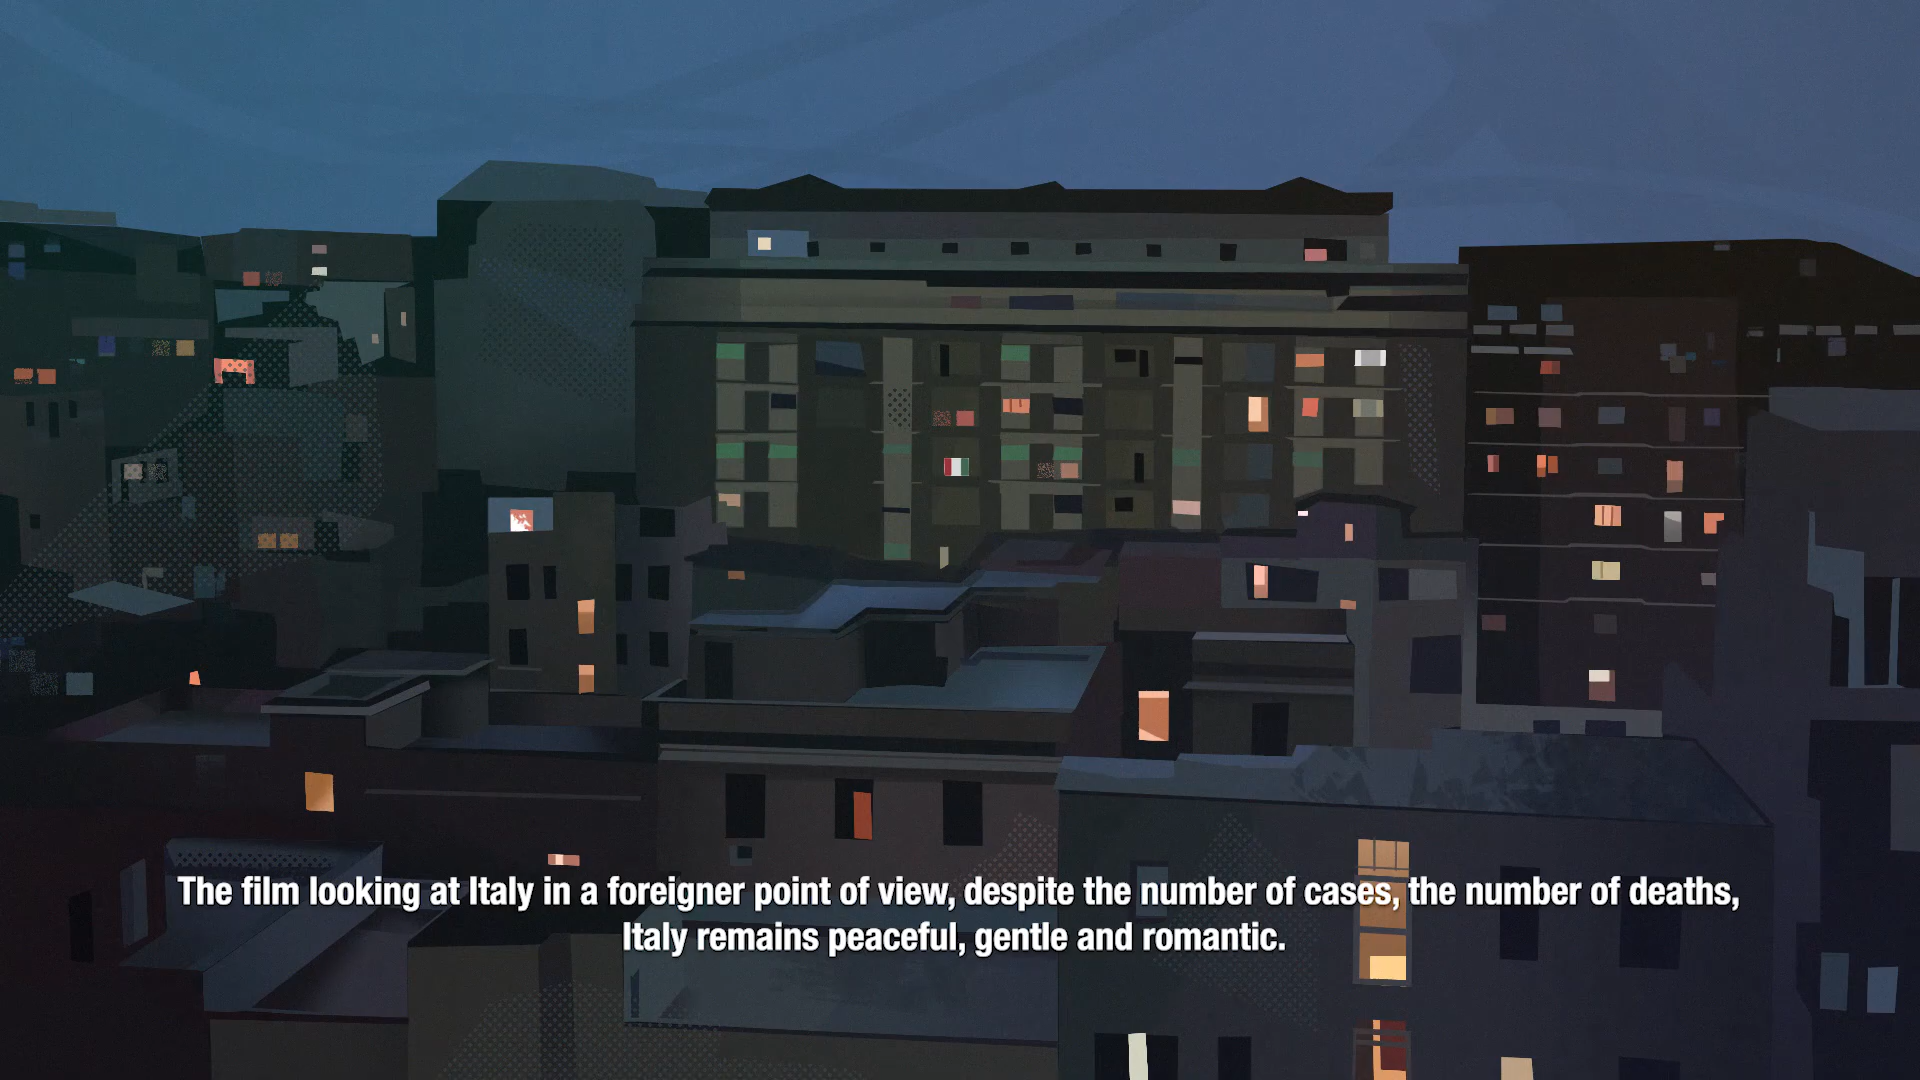 The film looking at Italy in a foreigner point of view, despite the number of cases, the number of deaths,
Italy remains peaceful, gentle and romantic.